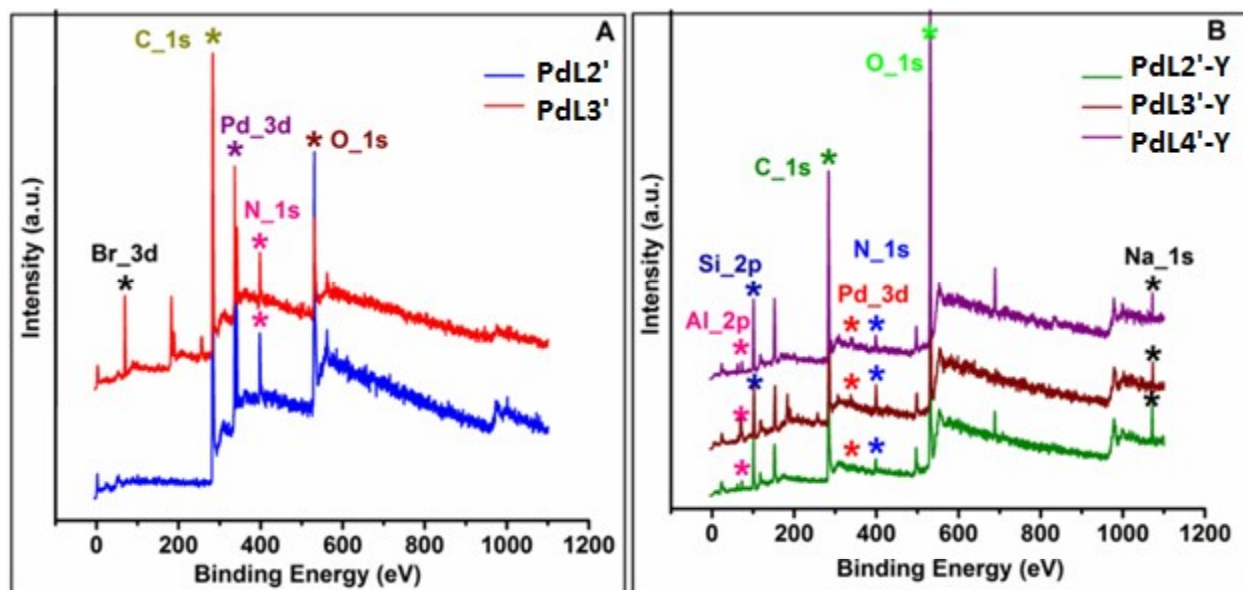 A
C_1s *
PdL2'
PdL3'
Pd_3d
*
* O_1s
N_1s
*
*
Br_3d
*
Intensity (a.u.)
0 200 400 600 800 1000 1200
Binding Energy (eV)
B
*
O_1s
PdL2'-Y
PdL3'-Y
PdL4'-Y
C_1s *
N_1s
Si_2p
*
Pd_3d
* *
Na_1s
*
Al_2p
*
*
* *
*
*
*
* *
*
Intensity (a.u.)
0 200 400 600 800 1000 1200
Binding Energy (eV)